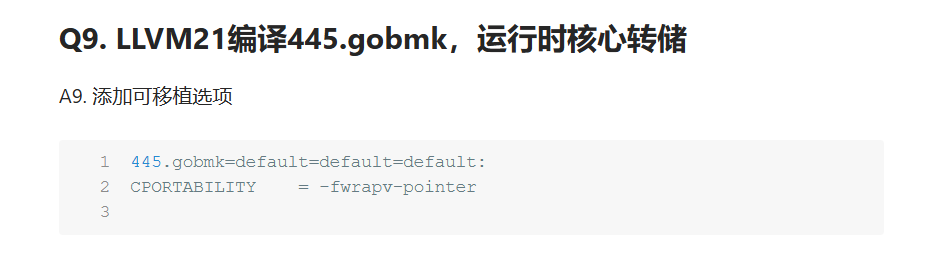 Q9. LLVM21编译445.gobmk，运行时核心转储
A9. 添加可移植选项
1 445.gobmk=default=default=default:
2 CPORTABILITY    = -fwrapv-pointer
3